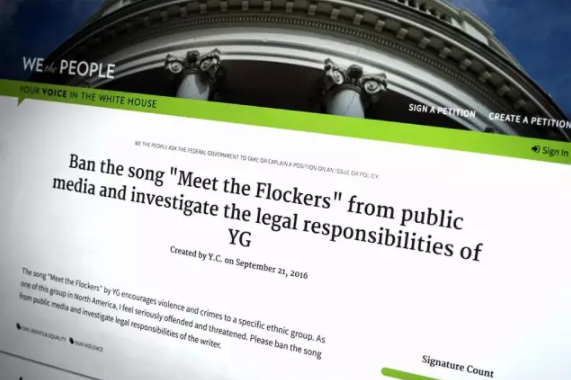 WE the PEOPLE
YOUR VOICE IN THE WHITE HOUSE
SIGN A PETITION
CREATE A PETITION
Sign In
WE THE PEOPLE ASK THE FEDERAL GOVERNMENT TO TAKE OR EXPLAIN A POSITION ON AN ISSUE OR POLICY:
Ban the song "Meet the Flockers" from public
media and investigate the legal responsibilities of
YG
Created by Y.C. on September 21, 2016
The song "Meet the Flockers" by YG encourages violence and crimes to a specific ethnic group. As
one of this group in North America, I feel seriously offended and threatened. Please ban the song
from public media and investigate legal responsibilities of the writer.
CIVIL RIGHTS & EQUALITY GUN VIOLENCE
Signature Count